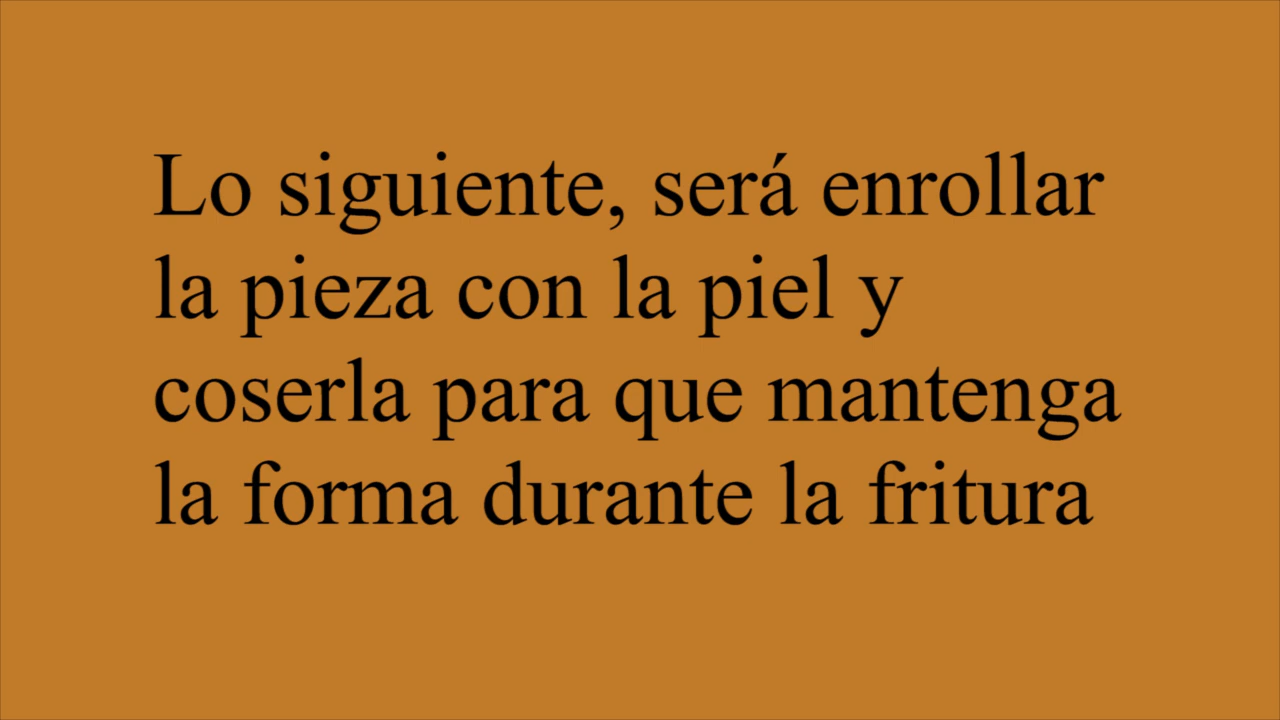 Lo siguiente, será enrollar
la pieza con la piel y
coserla para que mantenga
la forma durante la fritura